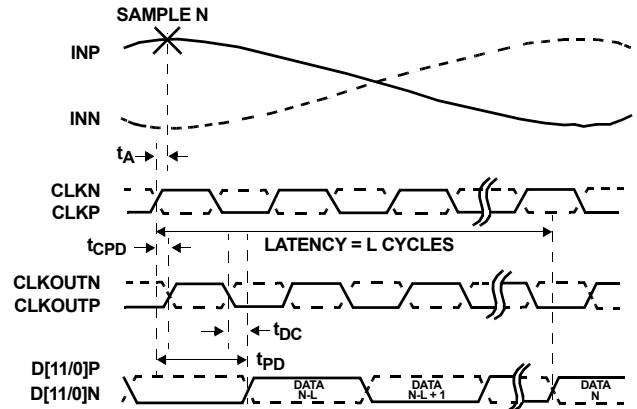 SAMPLE N
INP
INN
tA
CLKN
CLKP
LATENCY = L CYCLES
tCPD
CLKOUTN
CLKOUTP
tDC
tPD
D[11/0]P
D[11/0]N
DATA
N-L
DATA
N-L + 1
DATA
N